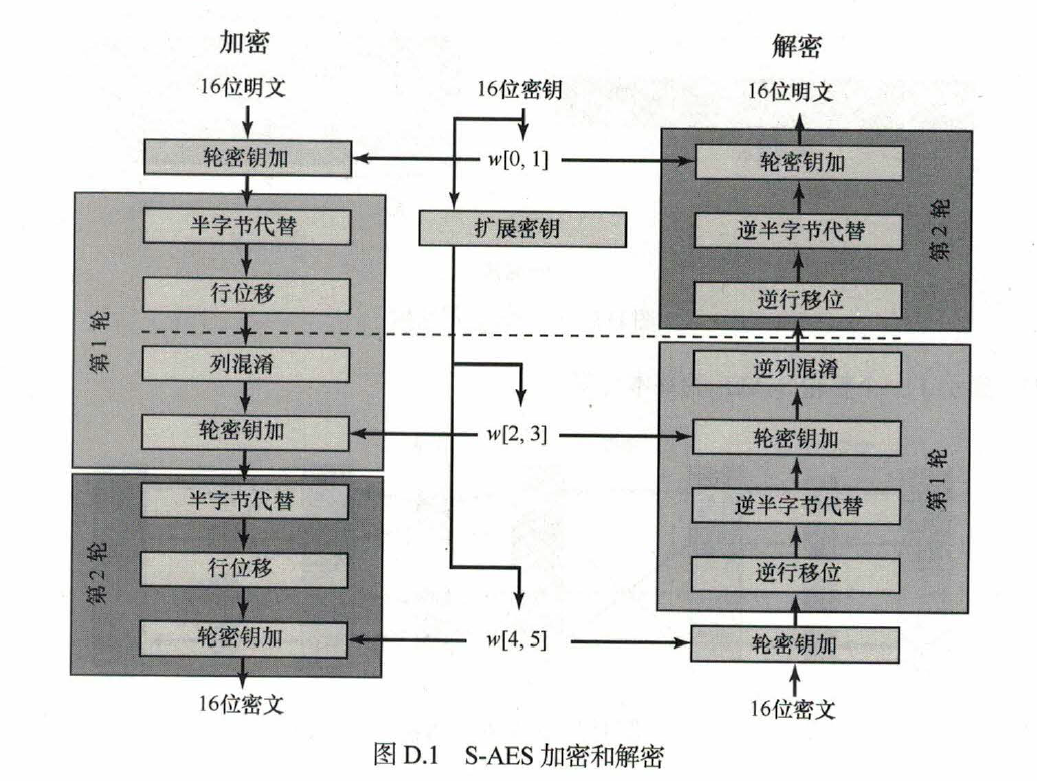 加密
16位明文
轮密钥加
第1轮
半字节代替
行位移
列混淆
轮密钥加
第2轮
半字节代替
行位移
轮密钥加
16位密文
16位密钥
w[0, 1]
扩展密钥
w[2, 3]
w[4, 5]
解密
16位明文
轮密钥加
逆半字节代替
逆行移位
第2轮
逆列混淆
轮密钥加
逆半字节代替
逆行移位
第1轮
轮密钥加
16位密文
图 D.1 S-AES 加密和解密